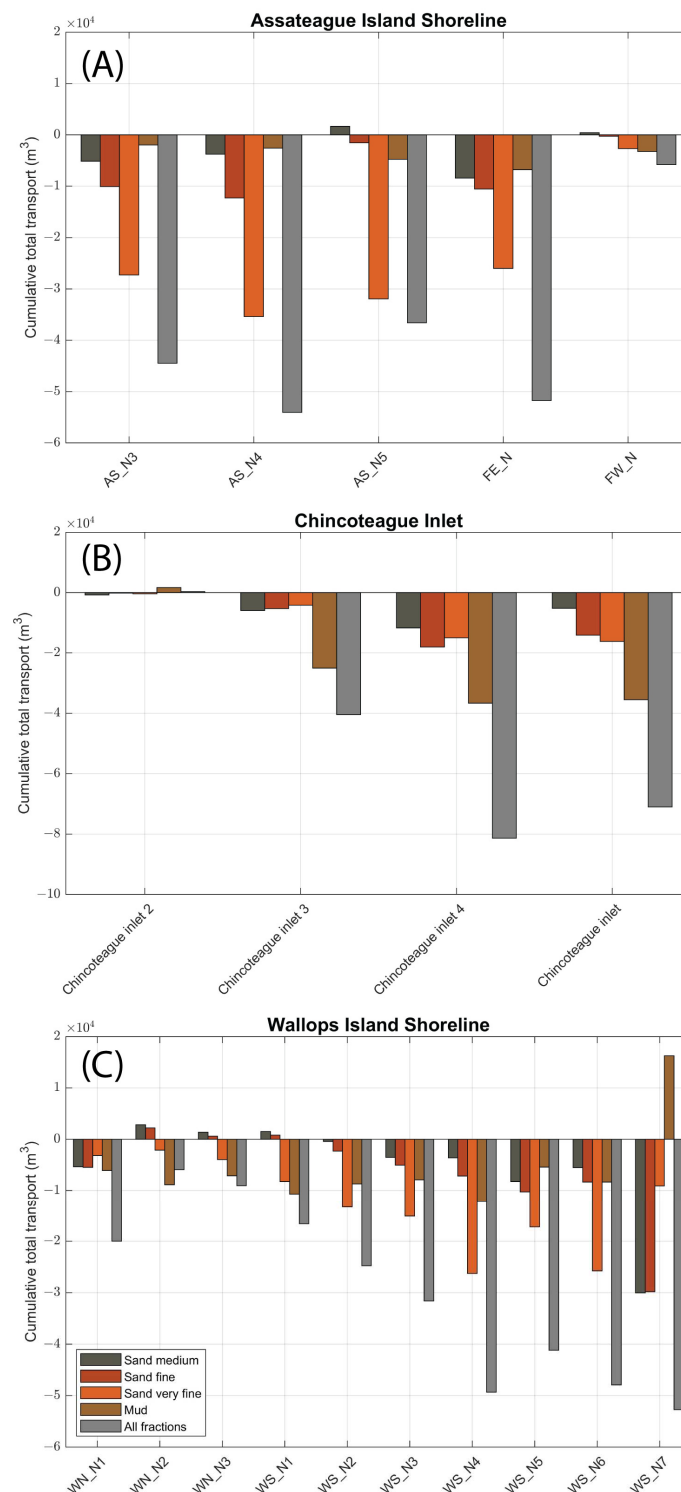 Assateague Island Shoreline
×10⁴
(A)
2
1
0
−1
−2
−3
−4
−5
−6
Cumulative total transport (m³)
AS_N3 AS_N4 AS_N5 FE_N FW_N
Chincoteague Inlet
×10⁴
(B)
2
0
−2
−4
−6
−8
−10
Cumulative total transport (m³)
Chincoteague inlet 2 Chincoteague inlet 3 Chincoteague inlet 4 Chincoteague inlet
Wallops Island Shoreline
×10⁴
(C)
2
1
0
−1
−2
−3
−4
−5
−6
Cumulative total transport (m³)
Sand medium
Sand fine
Sand very fine
Mud
All fractions
WN_N1 WN_N2 WN_N3 WS_N1 WS_N2 WS_N3 WS_N4 WS_N5 WS_N6 WS_N7